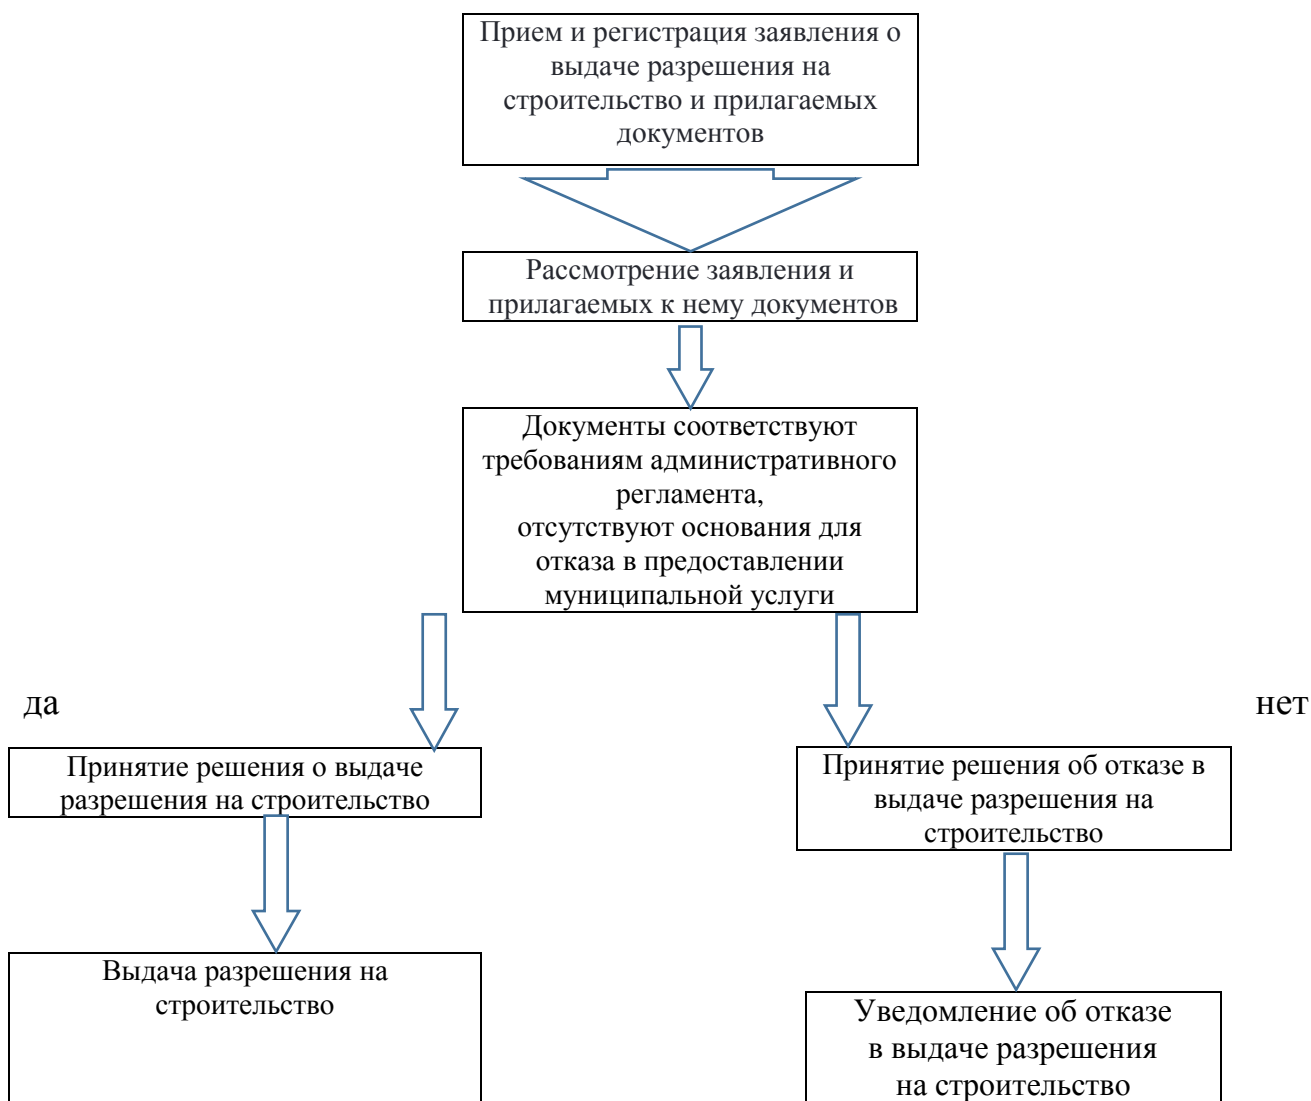 Прием и регистрация заявления о
выдаче разрешения на
строительство и прилагаемых
документов
Рассмотрение заявления и
прилагаемых к нему документов
Документы соответствуют
требованиям административного
регламента,
отсутствуют основания для
отказа в предоставлении
муниципальной услуги
да
нет
Принятие решения о выдаче
разрешения на строительство
Принятие решения об отказе в
выдаче разрешения на
строительство
Выдача разрешения на
строительство
Уведомление об отказе
в выдаче разрешения
на строительство